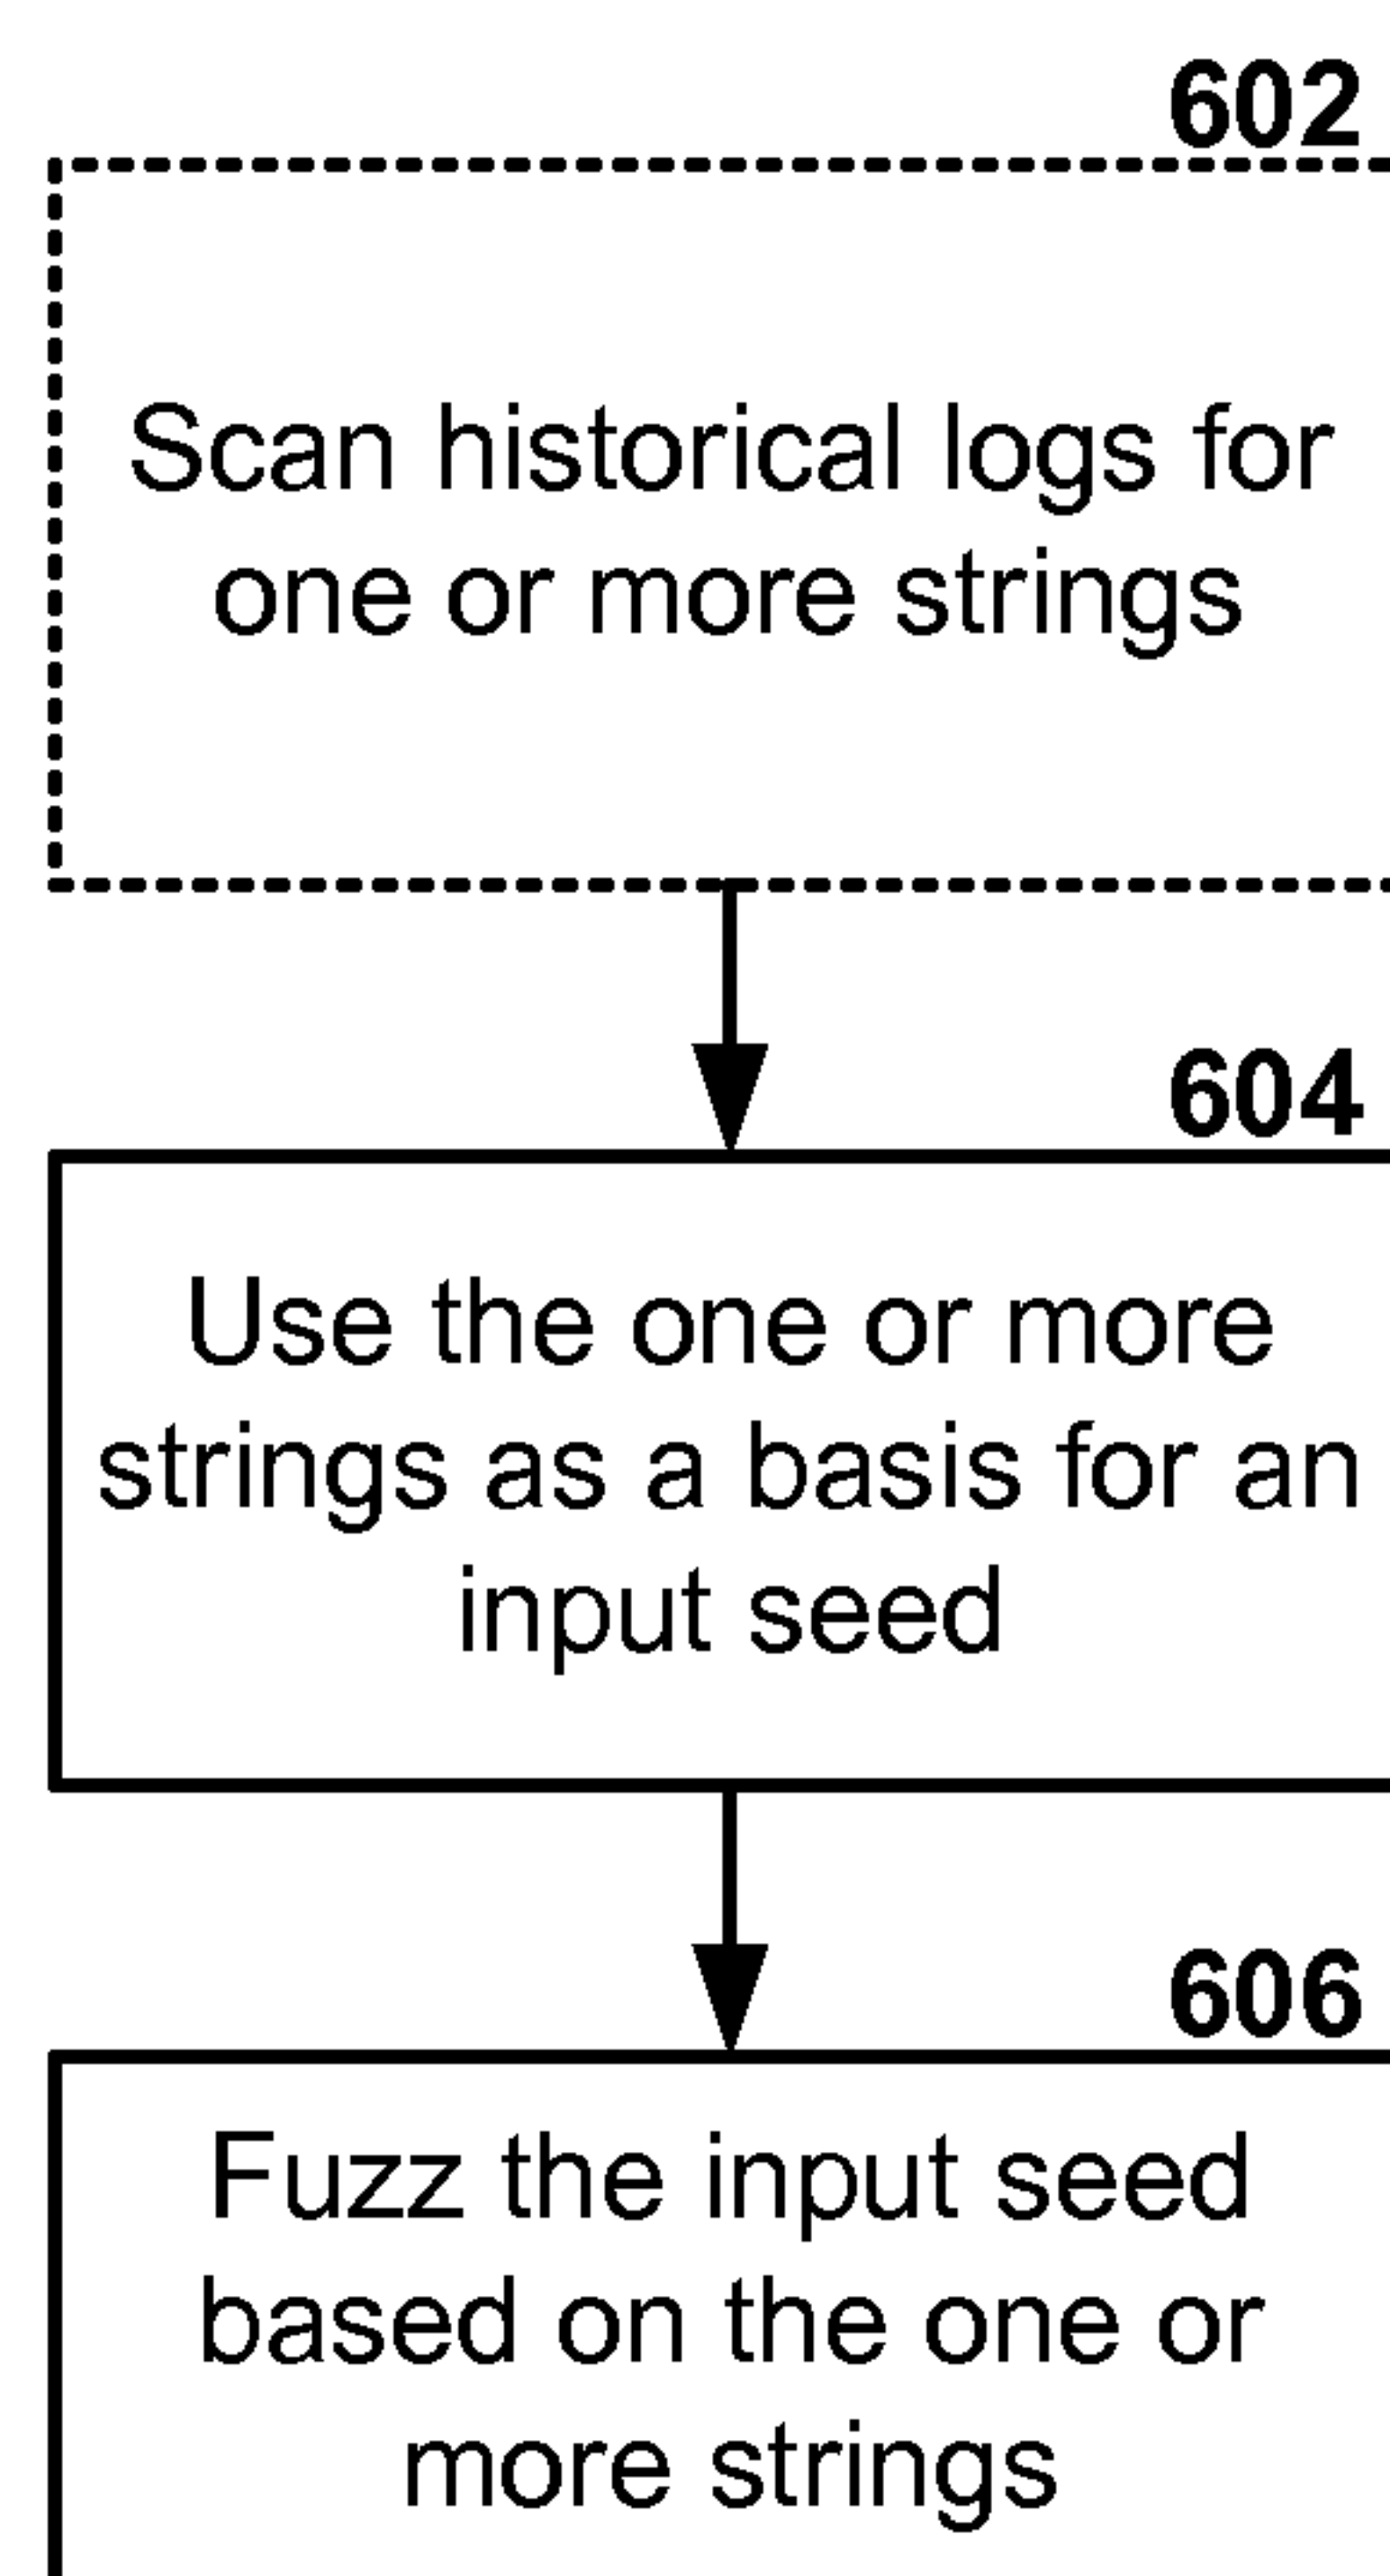 602
Scan historical logs for
one or more strings
604
Use the one or more
strings as a basis for an
input seed
606
Fuzz the input seed
based on the one or
more strings